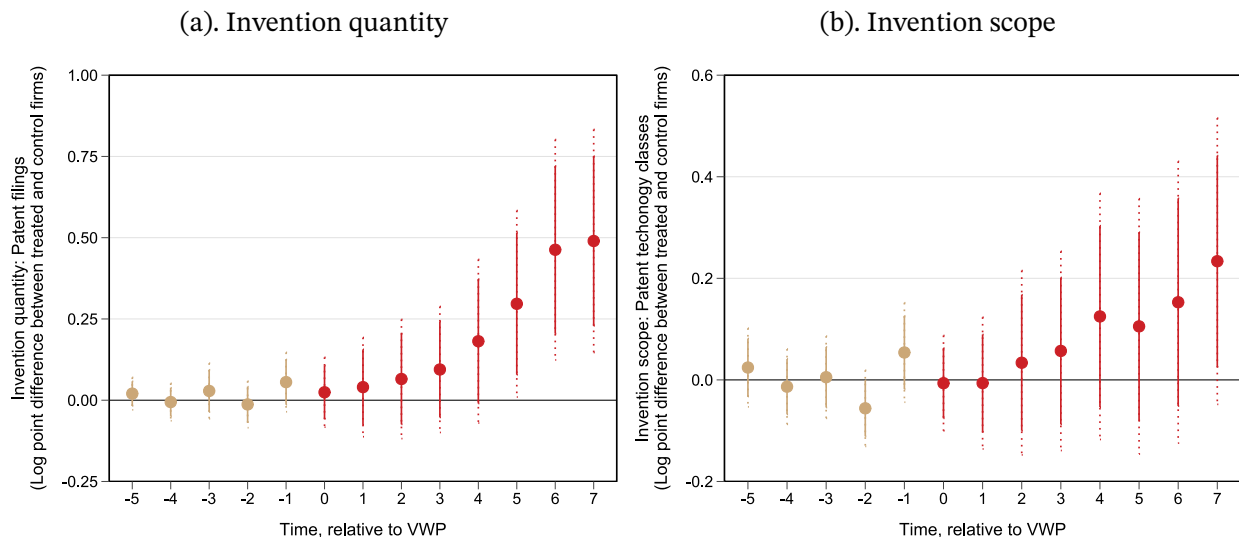 (a). Invention quantity
Invention quantity: Patent filings
(Log point difference between treated and control firms)
1.00
0.75
0.50
0.25
0.00
-0.25
-5 -4 -3 -2 -1 0 1 2 3 4 5 6 7
Time, relative to VWP
(b). Invention scope
Invention scope: Patent techonogy classes
(Log point difference between treated and control firms)
0.6
0.4
0.2
0.0
-0.2
-5 -4 -3 -2 -1 0 1 2 3 4 5 6 7
Time, relative to VWP